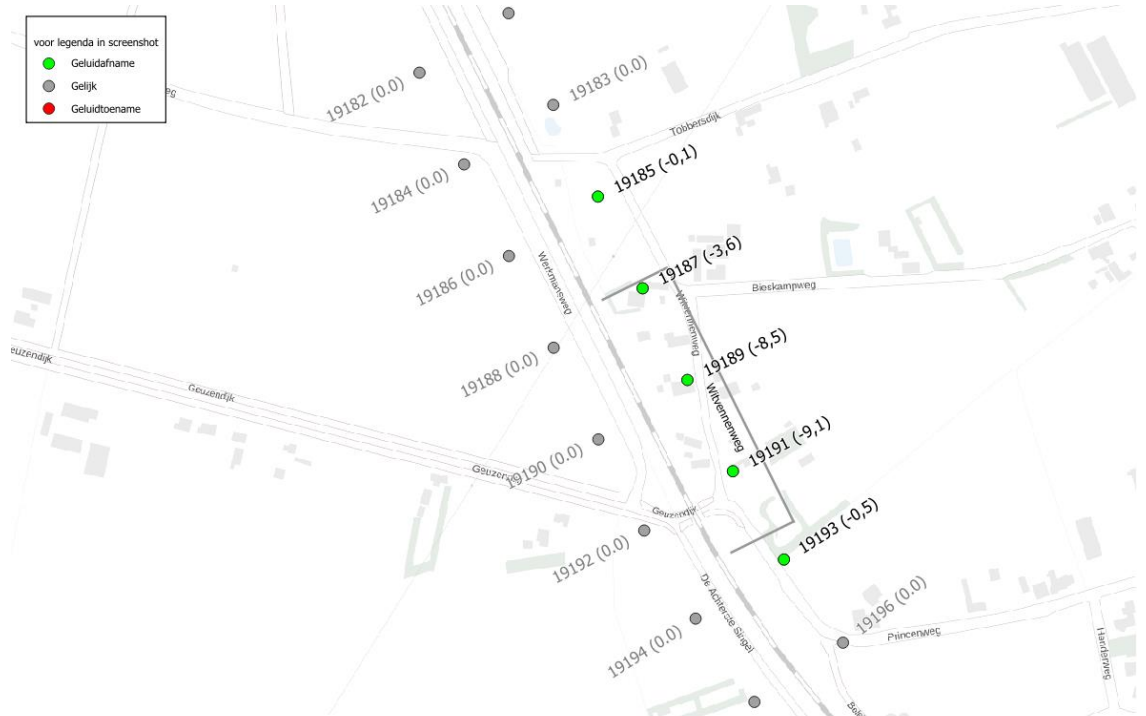 voor legenda in screenshot
Geluidafname
Gelijk
Geluidtoename
19182 (0.0)
19183 (0.0)
Tobbersdijk
19185 (-0,1)
19184 (0.0)
19187 (-3,6)
19186 (0.0)
Werkmansweg
Bieskampweg
Witvennenweg
19189 (-8,5)
19188 (0.0)
Geuzendijk
Witvennenweg
19191 (-9,1)
19190 (0.0)
Geuzendijk
19193 (-0,5)
19192 (0.0)
De Achterste Singel
19196 (0.0)
Princenweg
19194 (0.0)